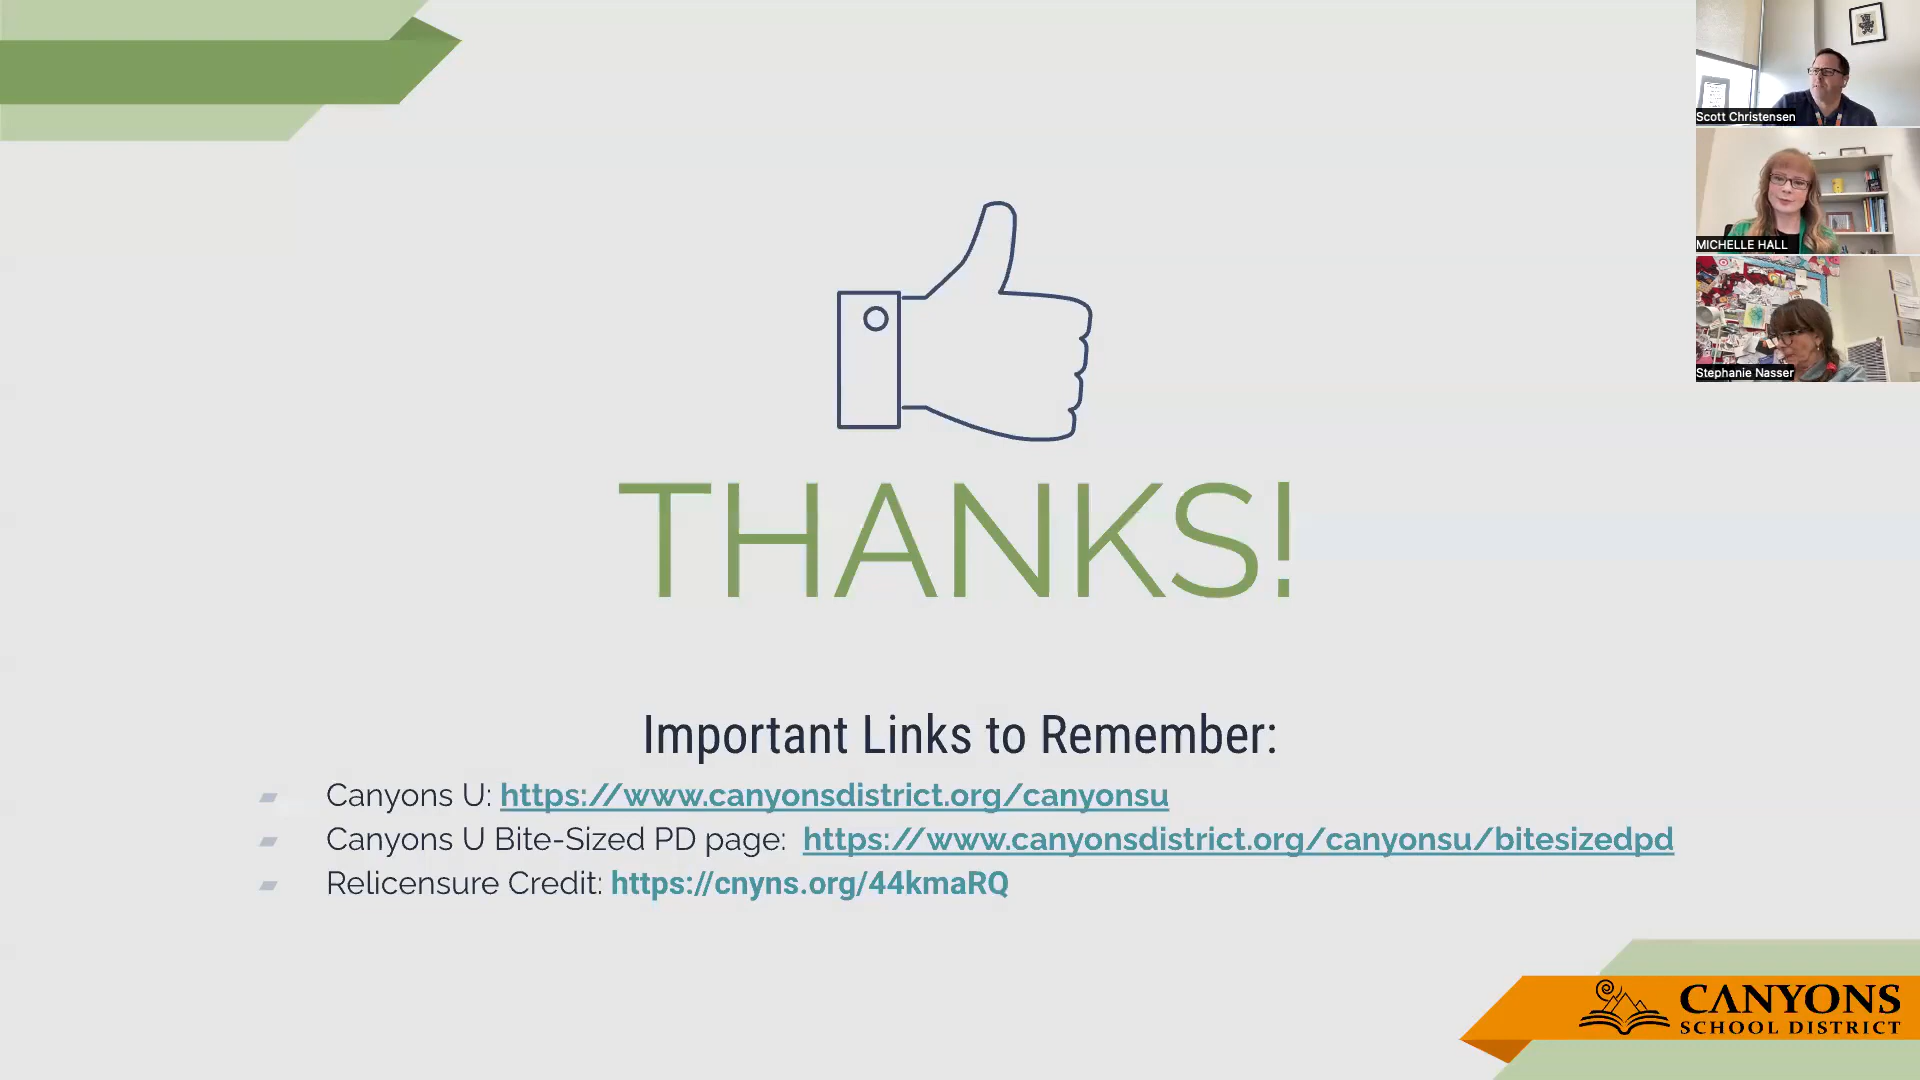 Scott Christensen
MICHELLE HALL
Stephanie Nasser
THANKS!
Important Links to Remember:
Canyons U: https://www.canyonsdistrict.org/canyonsu
Canyons U Bite-Sized PD page: https://www.canyonsdistrict.org/canyonsu/bitesizedpd
Relicensure Credit: https://cnyns.org/44kmaRQ
CANYONS
SCHOOL DISTRICT